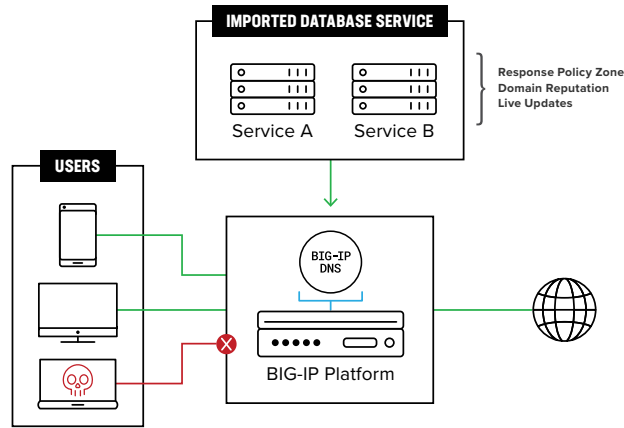 IMPORTED DATABASE SERVICE
Service A
Service B
Response Policy Zone
Domain Reputation
Live Updates
USERS
BIG-IP
DNS
BIG-IP Platform